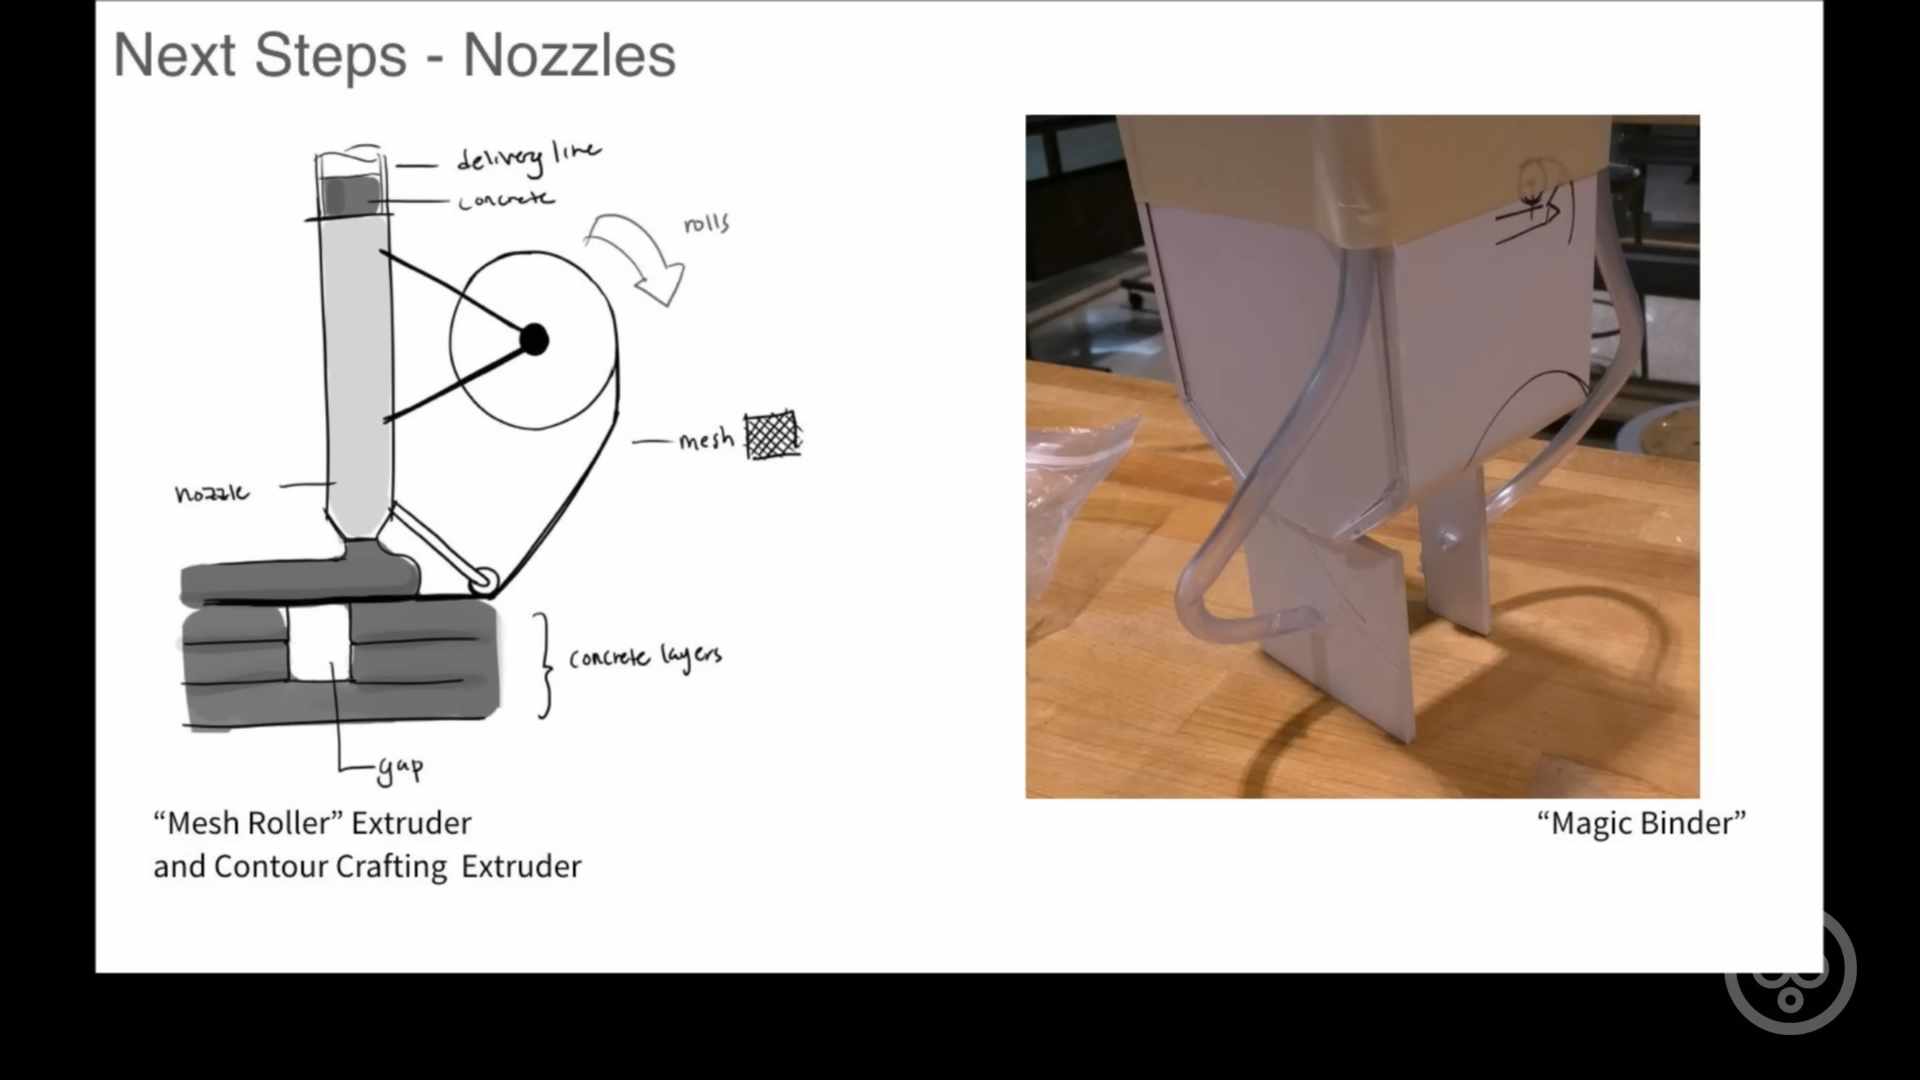 Next Steps - Nozzles
delivery line
concrete
rolls
mesh
nozzle
concrete layers
gap
“Mesh Roller” Extruder
and Contour Crafting Extruder
“Magic Binder”